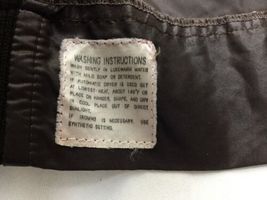 WASHING INSTRUCTIONS
WASH GENTLY IN LUKEWARM WATER
WITH MILD SOAP OR DETERGENT.
IF AUTOMATIC DRYER IS USED SET
AT LOWEST HEAT, ABOUT 140°F OR
PLACE ON HANGER, SHAPE, AND DRY
IN COOL PLACE OUT OF DIRECT
SUNLIGHT.
IF IRONING IS NECESSARY, USE
SYNTHETIC SETTING.